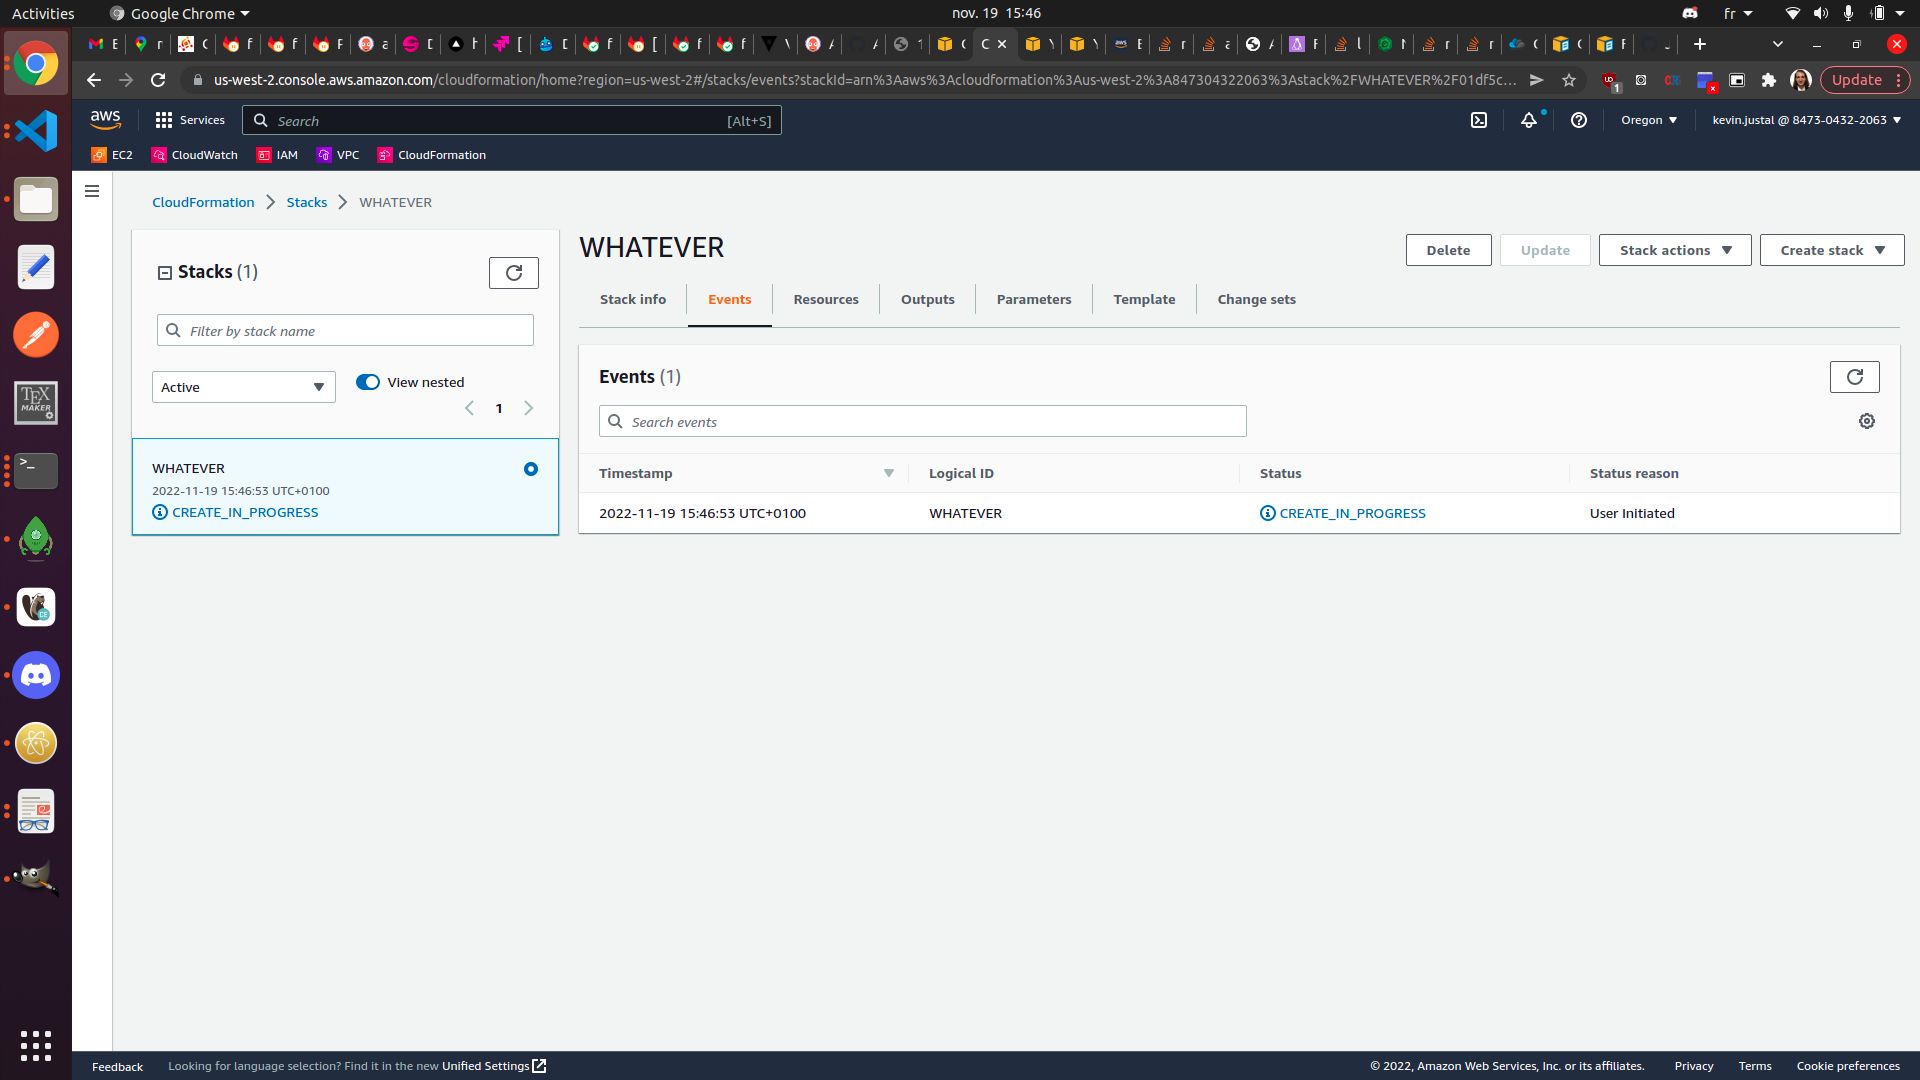 Activities
Google Chrome
nov. 19 15:46
fr
us-west-2.console.aws.amazon.com/cloudformation/home?region=us-west-2#/stacks/events?stackId=arn%3Aaws%3Acloudformation%3Aus-west-2%3A847304322063%3Astack%2FWHATEVER%2F01df5c...
Update
aws
Services
Search
[Alt+S]
Oregon
kevin.justal @ 8473-0432-2063
EC2
CloudWatch
IAM
VPC
CloudFormation
CloudFormation
Stacks
WHATEVER
Stacks (1)
Filter by stack name
Active
View nested
1
WHATEVER
2022-11-19 15:46:53 UTC+0100
CREATE_IN_PROGRESS
WHATEVER
Delete
Update
Stack actions
Create stack
Stack info
Events
Resources
Outputs
Parameters
Template
Change sets
Events (1)
Search events
Timestamp
Logical ID
Status
Status reason
2022-11-19 15:46:53 UTC+0100
WHATEVER
CREATE_IN_PROGRESS
User Initiated
Feedback
Looking for language selection? Find it in the new Unified Settings
© 2022, Amazon Web Services, Inc. or its affiliates.
Privacy
Terms
Cookie preferences
TEX
MAKER